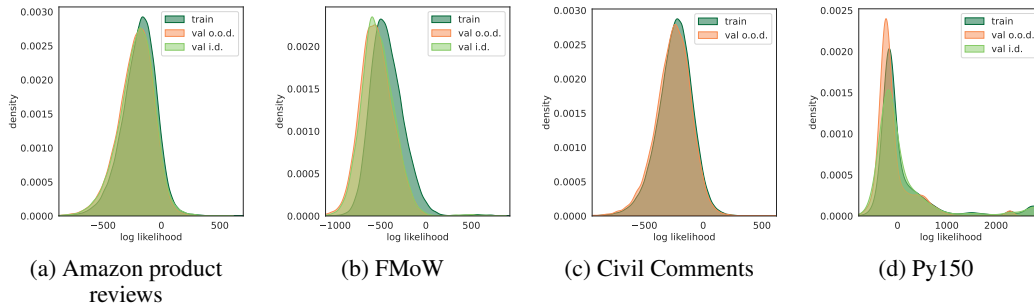 0.0030
0.0025
0.0020
0.0015
0.0010
0.0005
0.0000
density
−500
0
500
log likelihood
train
val o.o.d.
val i.d.
(a) Amazon product
reviews
0.0020
0.0015
0.0010
0.0005
0.0000
density
−1000
−500
0
500
log likelihood
train
val o.o.d.
val i.d.
(b) FMoW
0.0030
0.0025
0.0020
0.0015
0.0010
0.0005
0.0000
density
−500
0
500
log likelihood
train
val o.o.d.
(c) Civil Comments
0.0025
0.0020
0.0015
0.0010
0.0005
0.0000
density
0
1000
2000
log likelihood
train
val o.o.d.
val i.d.
(d) Py150